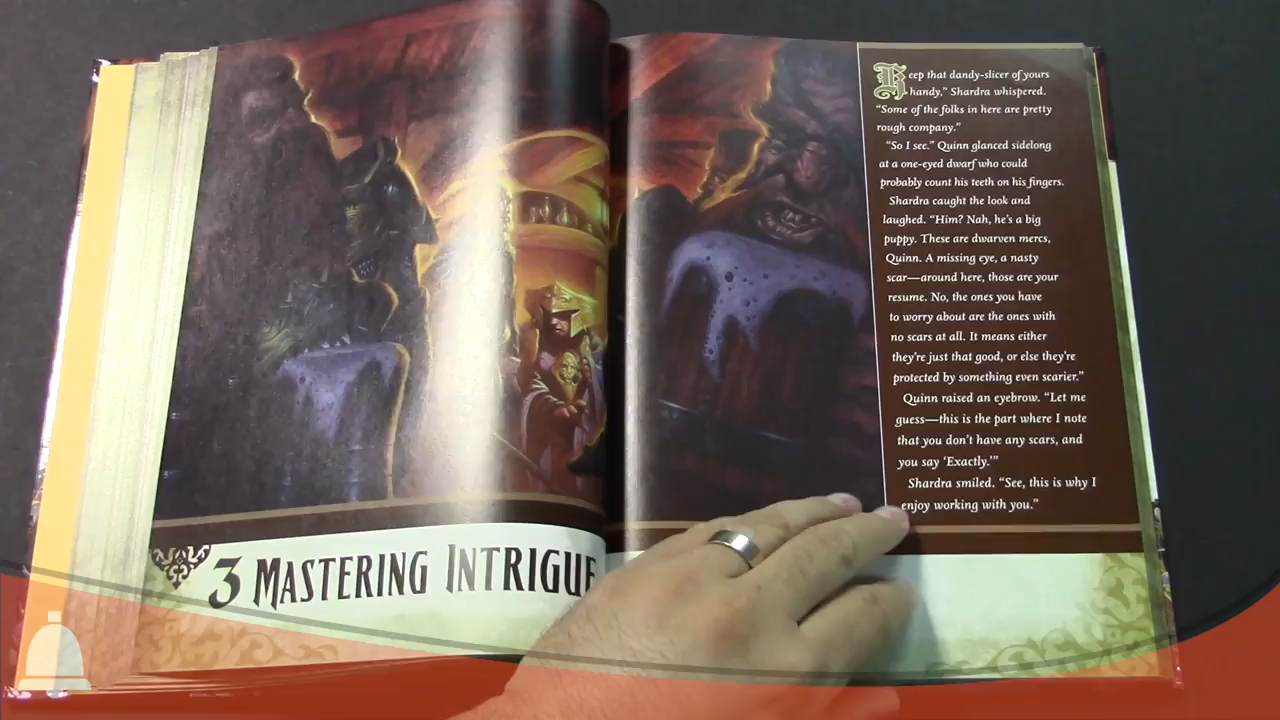 3 MASTERING INTRIGUE
Keep that dandy-slicer of yours
handy," Shardra whispered.
"Some of the folks in here are pretty
rough company."
"So I see." Quinn glanced sidelong
at a one-eyed dwarf who could
probably count his teeth on his fingers.
Shardra caught the look and
laughed. "Him? Nah, he's a big
puppy. These are dwarven mercs,
Quinn. A missing eye, a nasty
scar—around here, those are your
resume. No, the ones you have
to worry about are the ones with
no scars at all. It means either
they're just that good, or else they're
protected by something even scarier."
Quinn raised an eyebrow. "Let me
guess—this is the part where I note
that you don't have any scars, and
you say 'Exactly.'"
Shardra smiled. "See, this is why I
enjoy working with you."